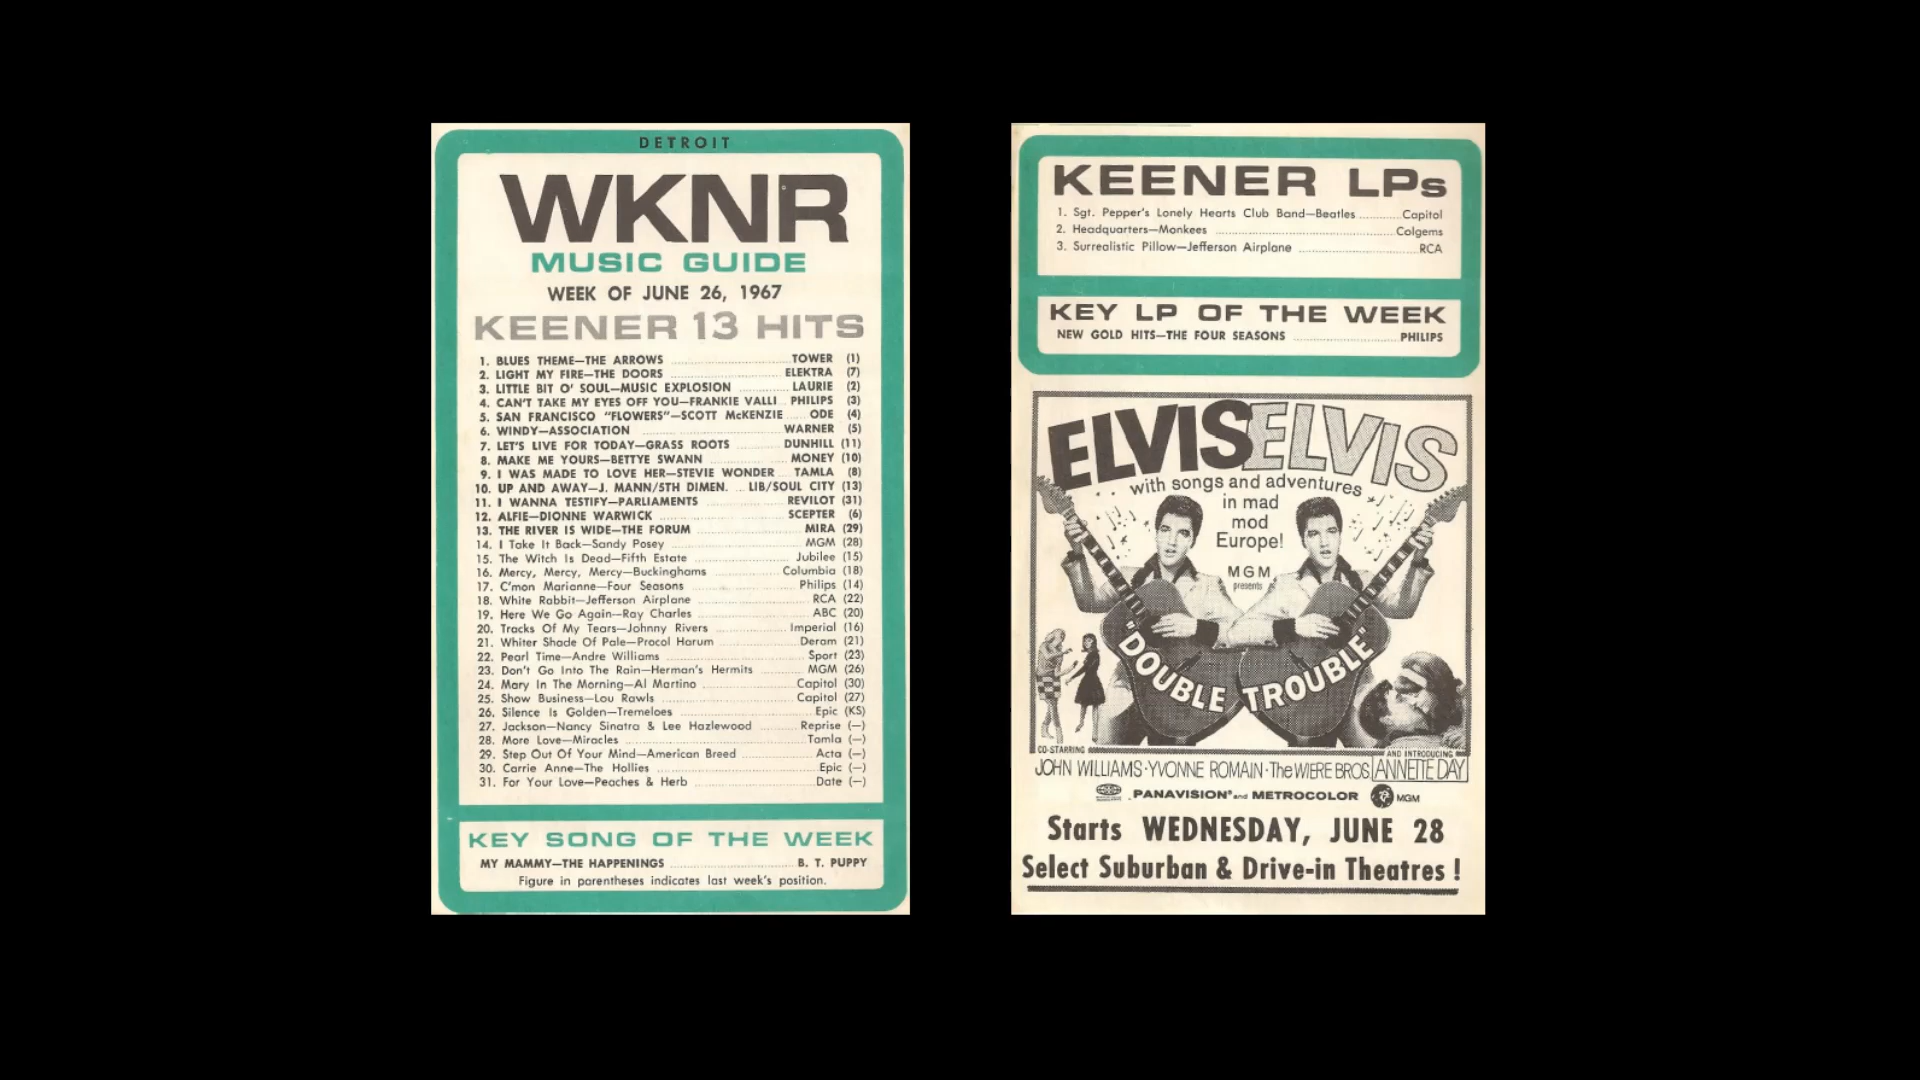 DETROIT
WKNR
MUSIC GUIDE
WEEK OF JUNE 26, 1967
KEENER 13 HITS
1. BLUES THEME—THE ARROWS TOWER (1)
2. LIGHT MY FIRE—THE DOORS ELEKTRA (7)
3. LITTLE BIT O' SOUL—MUSIC EXPLOSION LAURIE (2)
4. CAN'T TAKE MY EYES OFF YOU—FRANKIE VALLI PHILIPS (3)
5. SAN FRANCISCO "FLOWERS"—SCOTT McKENZIE ODE (4)
6. WINDY—ASSOCIATION WARNER (5)
7. LET'S LIVE FOR TODAY—GRASS ROOTS DUNHILL (11)
8. MAKE ME YOURS—BETTYE SWANN MONEY (10)
9. I WAS MADE TO LOVE HER—STEVIE WONDER TAMLA (8)
10. UP AND AWAY—J. MANN/5TH DIMEN. LIB/SOUL CITY (13)
11. I WANNA TESTIFY—PARLIAMENTS REVILOT (31)
12. ALFIE—DIONNE WARWICK SCEPTER (6)
13. THE RIVER IS WIDE—THE FORUM MIRA (29)
14. I Take It Back—Sandy Posey MGM (28)
15. The Witch Is Dead—Fifth Estate Jubilee (15)
16. Mercy, Mercy, Mercy—Buckinghams Columbia (18)
17. C'mon Marianne—Four Seasons Philips (14)
18. White Rabbit—Jefferson Airplane RCA (22)
19. Here We Go Again—Ray Charles ABC (20)
20. Tracks Of My Tears—Johnny Rivers Imperial (16)
21. Whiter Shade Of Pale—Procol Harum Deram (21)
22. Pearl Time—Andre Williams Sport (23)
23. Don't Go Into The Rain—Herman's Hermits MGM (26)
24. Mary In The Morning—Al Martino Capitol (30)
25. Show Business—Lou Rawls Capitol (27)
26. Silence Is Golden—Tremeloes Epic (KS)
27. Jackson—Nancy Sinatra & Lee Hazlewood Reprise (—)
28. More Love—Miracles Tamla (—)
29. Step Out Of Your Mind—American Breed Acta (—)
30. Carrie Anne—The Hollies Epic (—)
31. For Your Love—Peaches & Herb Date (—)
KEY SONG OF THE WEEK
MY MAMMY—THE HAPPENINGS B. T. PUPPY
Figure in parentheses indicates last week's position.
KEENER LPs
1. Sgt. Pepper's Lonely Hearts Club Band—Beatles Capitol
2. Headquarters—Monkees Colgems
3. Surrealistic Pillow—Jefferson Airplane RCA
KEY LP OF THE WEEK
NEW GOLD HITS—THE FOUR SEASONS PHILIPS
ELVIS ELVIS
with songs and adventures
in mad
mod
Europe!
MGM
presents
"DOUBLE TROUBLE"
CO-STARRING AND INTRODUCING
JOHN WILLIAMS · YVONNE ROMAIN · The WIERE BROS. ANNETTE DAY
PANAVISION® and METROCOLOR MGM
Starts WEDNESDAY, JUNE 28
Select Suburban & Drive-in Theatres !